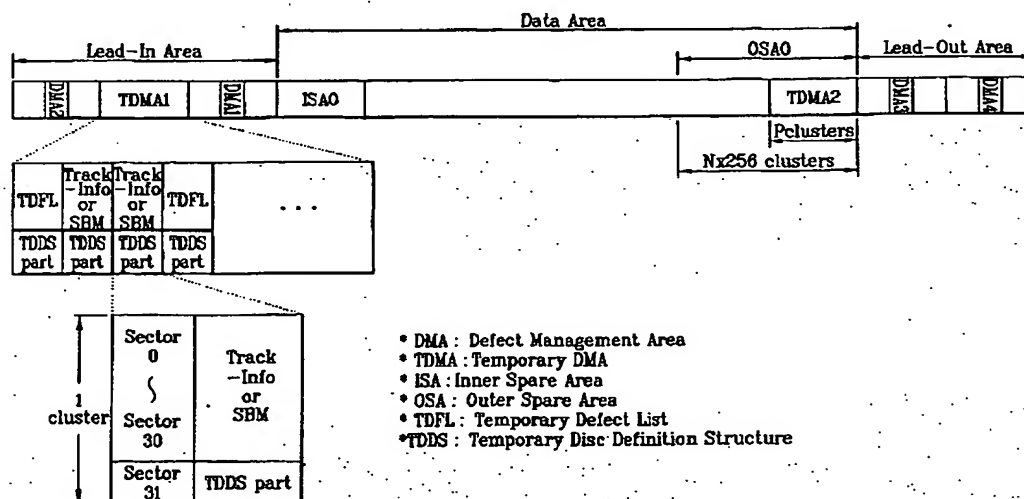 Data Area
Lead-In Area
OSA0
Lead-Out Area
DMA2
TDMA1
DMA1
ISA0
TDMA2
DMA3
DMA4
Pclusters
Nx256 clusters
TDFL
Track
-Info
or
SBM
Track
-Info
or
SBM
TDFL
...
TDDS
part
TDDS
part
TDDS
part
TDDS
part
1
cluster
Sector
0
∫
Sector
30
Track
-Info
or
SBM
Sector
31
TDDS part
* DMA : Defect Management Area
* TDMA : Temporary DMA
* ISA : Inner Spare Area
* OSA : Outer Spare Area
* TDFL : Temporary Defect List
*TDDS : Temporary Disc Definition Structure